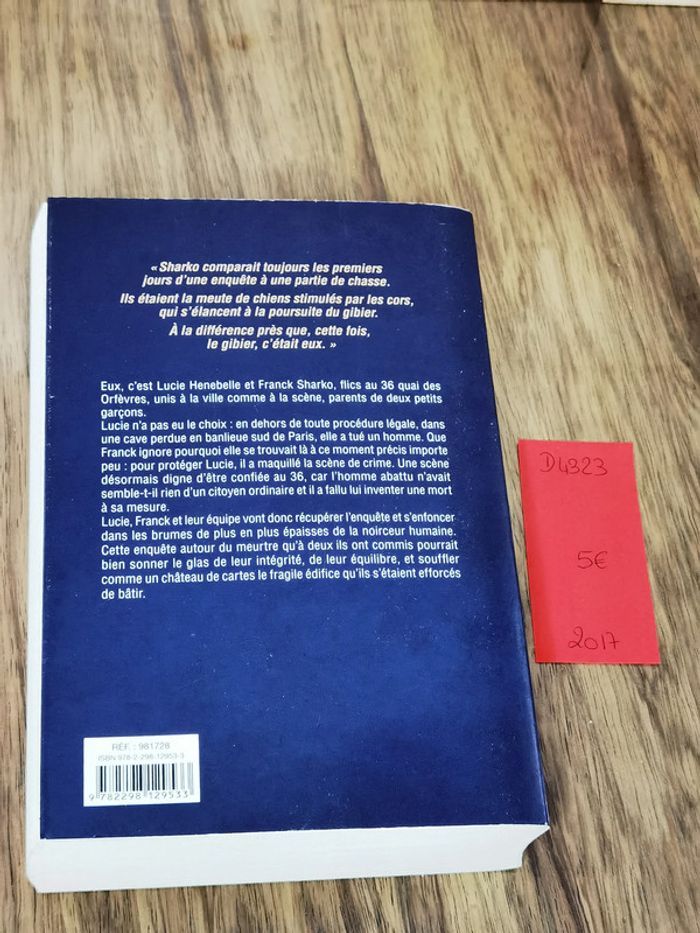 « Sharko comparait toujours les premiers
jours d'une enquête à une partie de chasse.
Ils étaient la meute de chiens stimulés par les cors,
qui s'élancent à la poursuite du gibier.
À la différence près que, cette fois,
le gibier, c'était eux. »
Eux, c'est Lucie Henebelle et Franck Sharko, flics au 36 quai des
Orfèvres, unis à la ville comme à la scène, parents de deux petits
garçons.
Lucie n'a pas eu le choix : en dehors de toute procédure légale, dans
une cave perdue en banlieue sud de Paris, elle a tué un homme. Que
Franck ignore pourquoi elle se trouvait là à ce moment précis importe
peu : pour protéger Lucie, il a maquillé la scène de crime. Une scène
désormais digne d'être confiée au 36, car l'homme abattu n'avait
semble-t-il rien d'un citoyen ordinaire et il a fallu lui inventer une mort
à sa mesure.
Lucie, Franck et leur équipe vont donc récupérer l'enquête et s'enfoncer
dans les brumes de plus en plus épaisses de la noirceur humaine.
Cette enquête autour du meurtre qu'à deux ils ont commis pourrait
bien sonner le glas de leur intégrité, de leur équilibre, et souffler
comme un château de cartes le fragile édifice qu'ils s'étaient efforcés
de bâtir.
RÉF. : 981728
ISBN 978-2-298-12953-3
9 782298 129533
D4323
5€
2017